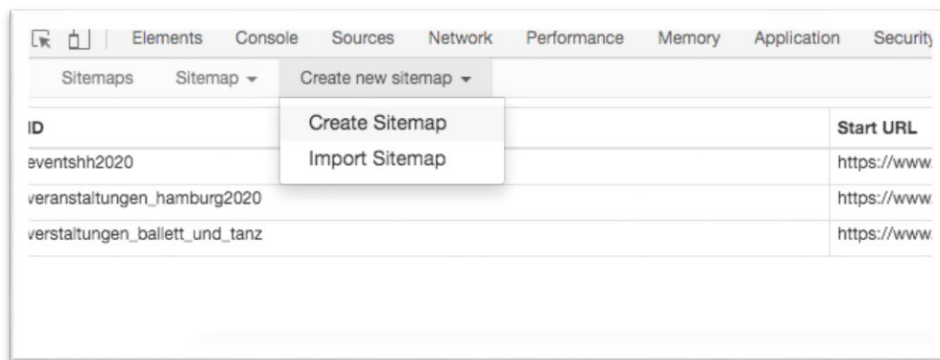 Elements Console Sources Network Performance Memory Application Security
Sitemaps Sitemap Create new sitemap
Create Sitemap
Import Sitemap
ID Start URL
eventshh2020 https://www.
veranstaltungen_hamburg2020 https://www.
verstaltungen_ballett_und_tanz https://www.